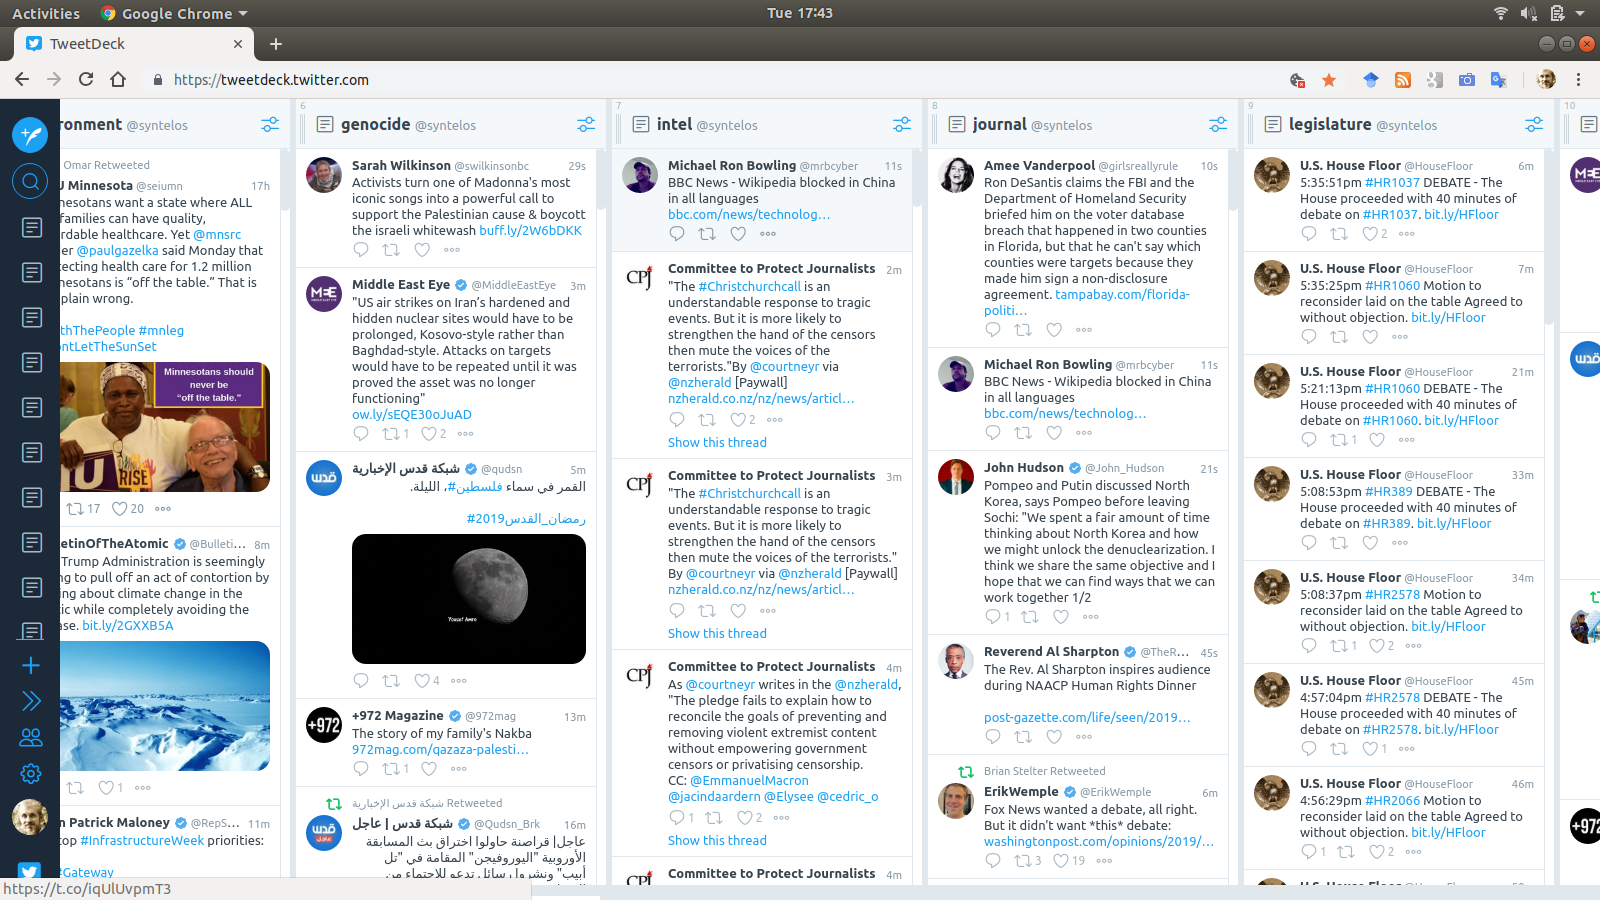 Activities
Google Chrome
Tue 17:43
TweetDeck
https://tweetdeck.twitter.com
ronment @syntelos
Omar Retweeted
J Minnesota @seiumn 17h
nesotans want a state where ALL
families can have quality,
rdable healthcare. Yet @mnsrc
er @paulgazelka said Monday that
tecting health care for 1.2 million
nesotans is “off the table.” That is
plain wrong.
thThePeople #mnleg
ontLetTheSunSet
Minnesotans should
never be
“off the table.”
RISE
17 20
etinOfTheAtomic @Bulleti... 8m
Trump Administration is seemingly
ng to pull off an act of contortion by
ing about climate change in the
tic while completely avoiding the
ase. bit.ly/2GXXB5A
1
n Patrick Maloney @RepS... 11m
top #InfrastructureWeek priorities:
#Gateway
https://t.co/iqUlUvpmT3
6
genocide @syntelos
Sarah Wilkinson @swilkinsonbc 29s
Activists turn one of Madonna's most
iconic songs into a powerful call to
support the Palestinian cause & boycott
the israeli whitewash buff.ly/2W6bDKK
MEE
Middle East Eye @MiddleEastEye 3m
"US air strikes on Iran’s hardened and
hidden nuclear sites would have to be
prolonged, Kosovo-style rather than
Baghdad-style. Attacks on targets
would have to be repeated until it was
proved the asset was no longer
functioning"
ow.ly/sEQE30oJuAD
1 2
قدس
شبكة قدس الإخبارية @qudsn 5m
القمر في سماء #فلسطين، الليلة.
#رمضان_القدس2019
Yousef Amro
4
+972
+972 Magazine @972mag 13m
The story of my family's Nakba
972mag.com/qazaza-palesti...
1
شبكة قدس الإخبارية Retweeted
قدس
عاجل
شبكة قدس | عاجل @Qudsn_Brk 16m
عاجل| قراصنة حاولوا اختراق بث المسابقة
الأوروبية "اليوروفيجن" المقامة في "تل
أبيب" ونشروا رسائل تدعو للاحتماء من
7
intel @syntelos
Michael Ron Bowling @mrbcyber 11s
BBC News - Wikipedia blocked in China
in all languages
bbc.com/news/technolog...
CPJ
Committee to Protect Journalists 2m
"The #Christchurchcall is an
understandable response to tragic
events. But it is more likely to
strengthen the hand of the censors
then mute the voices of the
terrorists."By @courtneyr via
@nzherald [Paywall]
nzherald.co.nz/nz/news/articl...
2
Show this thread
CPJ
Committee to Protect Journalists 3m
"The #Christchurchcall is an
understandable response to tragic
events. But it is more likely to
strengthen the hand of the censors
then mute the voices of the terrorists."
By @courtneyr via @nzherald [Paywall]
nzherald.co.nz/nz/news/articl...
Show this thread
CPJ
Committee to Protect Journalists 4m
As @courtneyr writes in the @nzherald,
"The pledge fails to explain how to
reconcile the goals of preventing and
removing violent extremist content
without empowering government
censors or privatising censorship.
CC: @EmmanuelMacron
@jacindaardern @Elysee @cedric_o
1 2
Show this thread
CPJ
Committee to Protect Journalists 4m
8
journal @syntelos
Amee Vanderpool @girlsreallyrule 10s
Ron DeSantis claims the FBI and the
Department of Homeland Security
briefed him on the voter database
breach that happened in two counties
in Florida, but that he can't say which
counties were targets because they
made him sign a non-disclosure
agreement. tampabay.com/florida-
politi...
Michael Ron Bowling @mrbcyber 11s
BBC News - Wikipedia blocked in China
in all languages
bbc.com/news/technolog...
John Hudson @John_Hudson 21s
Pompeo and Putin discussed North
Korea, says Pompeo before leaving
Sochi: "We spent a fair amount of time
thinking about North Korea and how
we might unlock the denuclearization. I
think we share the same objective and I
hope that we can find ways that we can
work together 1/2
1
Reverend Al Sharpton @TheR... 45s
The Rev. Al Sharpton inspires audience
during NAACP Human Rights Dinner
post-gazette.com/life/seen/2019...
Brian Stelter Retweeted
ErikWemple @ErikWemple 6m
Fox News wanted a debate, all right.
But it didn't want *this* debate:
washingtonpost.com/opinions/2019/...
3 19
9
legislature @syntelos
U.S. House Floor @HouseFloor 6m
5:35:51pm #HR1037 DEBATE - The
House proceeded with 40 minutes of
debate on #HR1037. bit.ly/HFloor
2
U.S. House Floor @HouseFloor 7m
5:35:25pm #HR1060 Motion to
reconsider laid on the table Agreed to
without objection. bit.ly/HFloor
U.S. House Floor @HouseFloor 21m
5:21:13pm #HR1060 DEBATE - The
House proceeded with 40 minutes of
debate on #HR1060. bit.ly/HFloor
1
U.S. House Floor @HouseFloor 33m
5:08:53pm #HR389 DEBATE - The
House proceeded with 40 minutes of
debate on #HR389. bit.ly/HFloor
U.S. House Floor @HouseFloor 34m
5:08:37pm #HR2578 Motion to
reconsider laid on the table Agreed to
without objection. bit.ly/HFloor
1 2
U.S. House Floor @HouseFloor 45m
4:57:04pm #HR2578 DEBATE - The
House proceeded with 40 minutes of
debate on #HR2578. bit.ly/HFloor
1
U.S. House Floor @HouseFloor 46m
4:56:29pm #HR2066 Motion to
reconsider laid on the table Agreed to
without objection. bit.ly/HFloor
1 2
10
MEE
قدس
+972